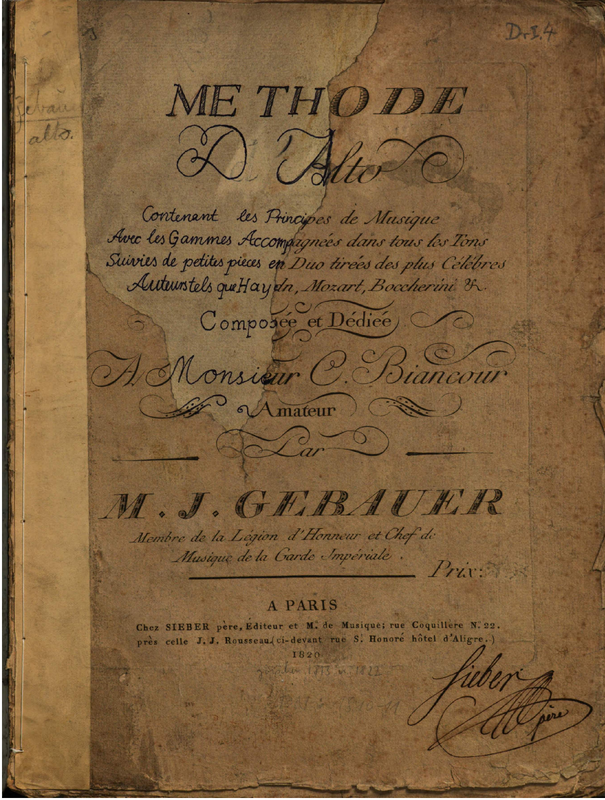 D.I.4
Gebauer
alto.
METHODE
D'Alto
Contenant les Principes de Musique
Avec les Gammes Accompagnées dans tous les Tons
Suivies de petites pièces en Duo tirées des plus Célèbres
Auteurs tels que Haydn, Mozart, Boccherini &.
Composée et Dédiée
A Monsieur C. Biancour
Amateur
Par
M. J. GEBAUER
Membre de la Légion d'Honneur et Chef de
Musique de la Garde Impériale.
Prix:
A PARIS
Chez SIEBER père, Editeur et M. de Musique; rue Coquillere N. 22.
près celle J. J. Rousseau. (ci-devant rue S. Honoré hôtel d'Aligre.)
1820
Sieber
père